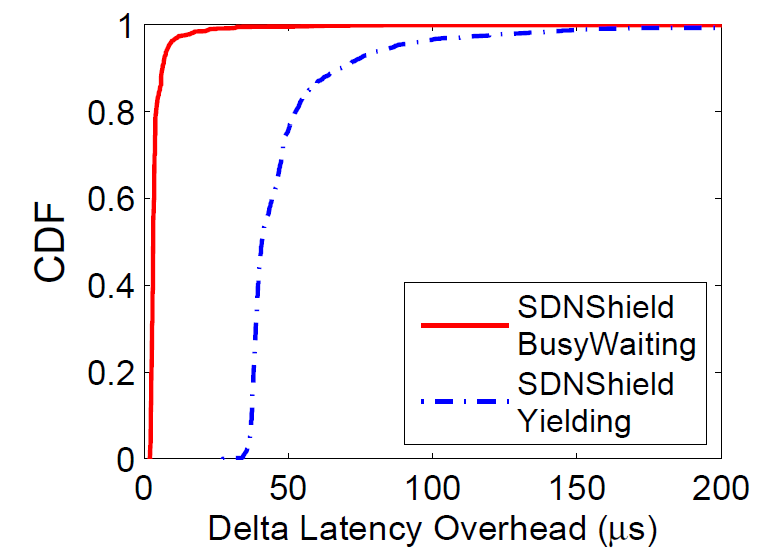 1
0.8
0.6
0.4
0.2
0
CDF
SDNShield
BusyWaiting
SDNShield
Yielding
0 50 100 150 200
Delta Latency Overhead (μs)